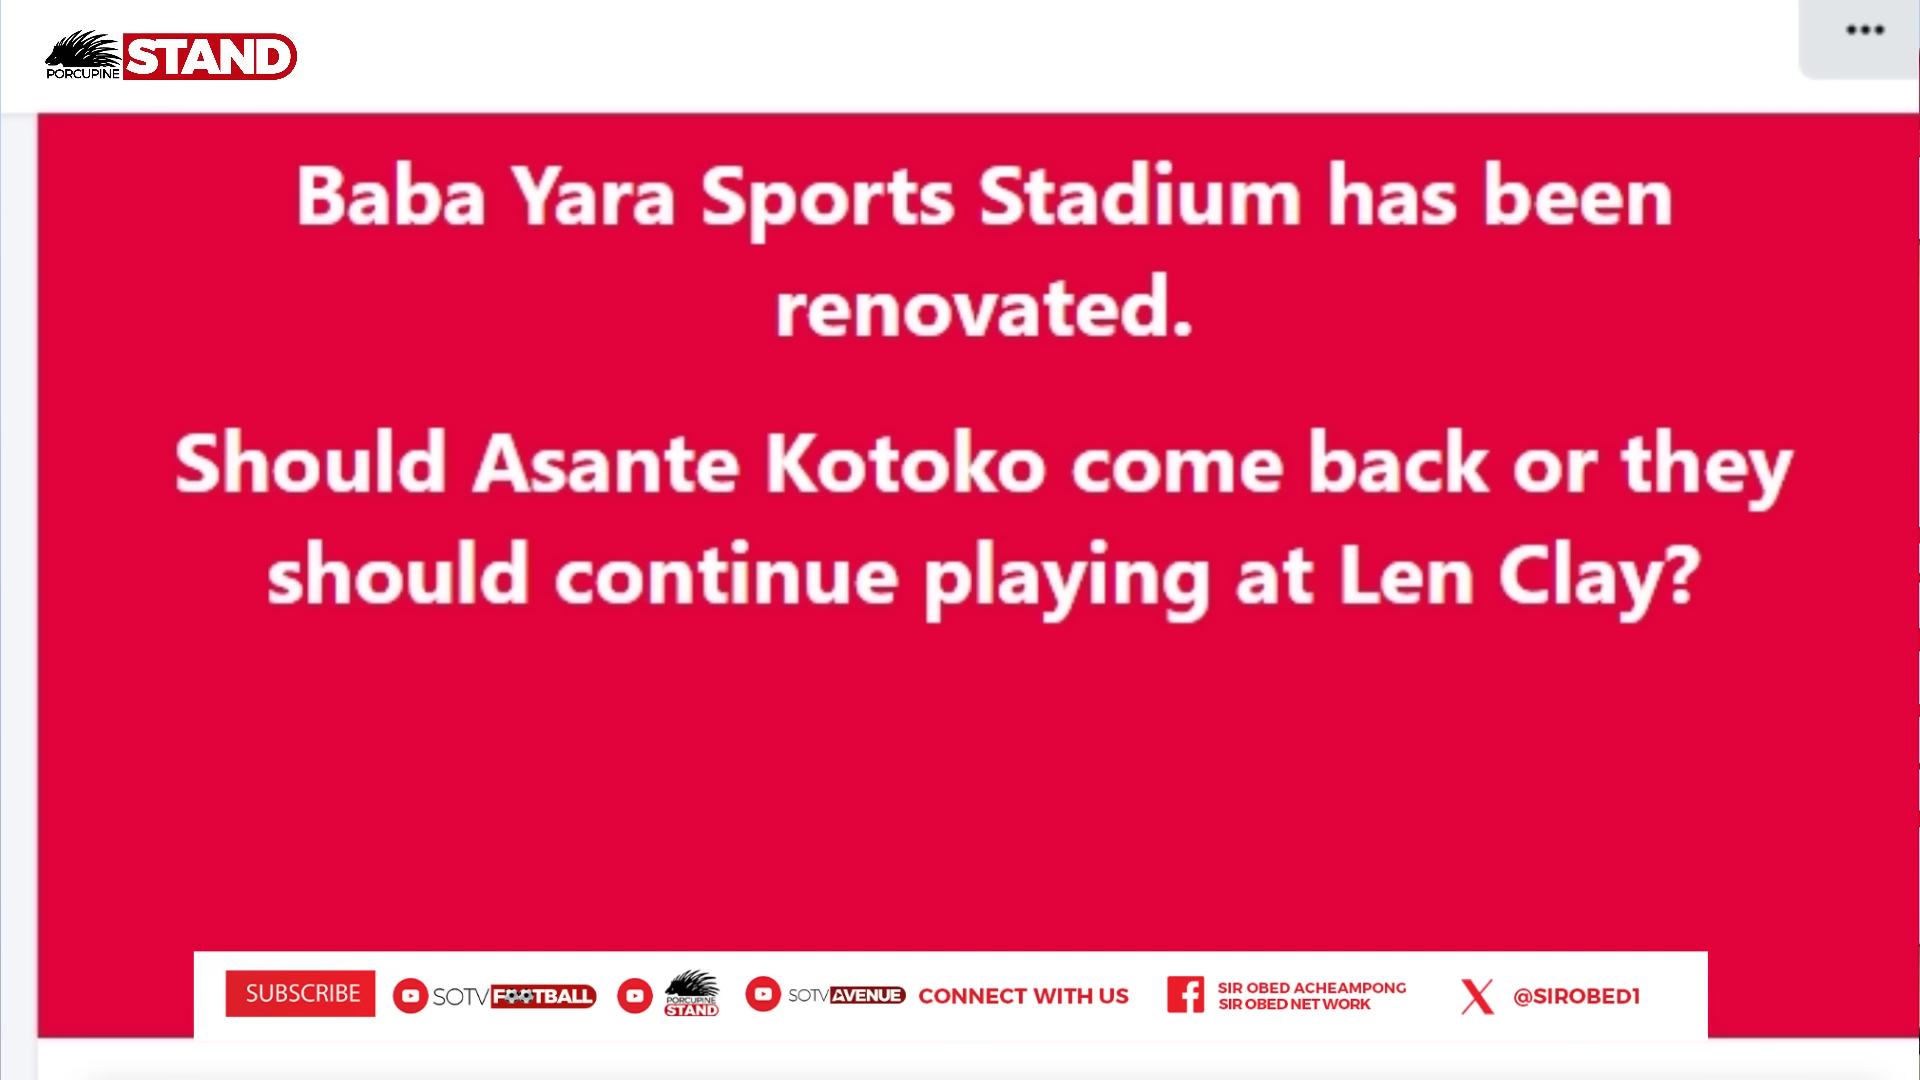 PORCUPINE STAND
Baba Yara Sports Stadium has been
renovated.
Should Asante Kotoko come back or they
should continue playing at Len Clay?
SUBSCRIBE SOTV FOOTBALL PORCUPINE STAND SOTV AVENUE CONNECT WITH US SIR OBED ACHEAMPONG
SIR OBED NETWORK
@SIROBED1